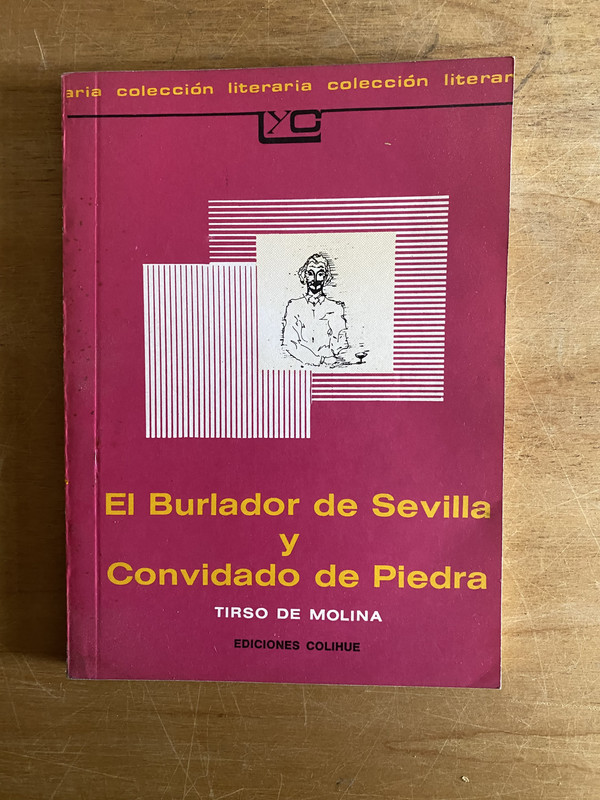 aria colección literaria colección literar
LyC
El Burlador de Sevilla
y
Convidado de Piedra
TIRSO DE MOLINA
EDICIONES COLIHUE